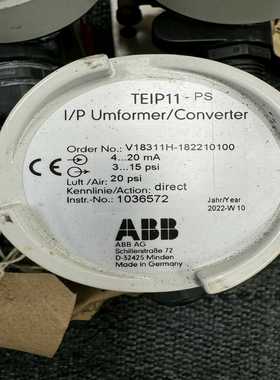 TEIP11 - PS
I/P Umformer/Converter
Order No.: V18311H-182210100
CE 4...20 mA
3...15 psi
Luft /Air: 20 psi
Kennlinie/Action: direct
Instr.-No.: 1036572
Jahr/Year
2022-W 10
ABB
ABB AG
Schillerstraße 72
D-32425 Minden
Made in Germany